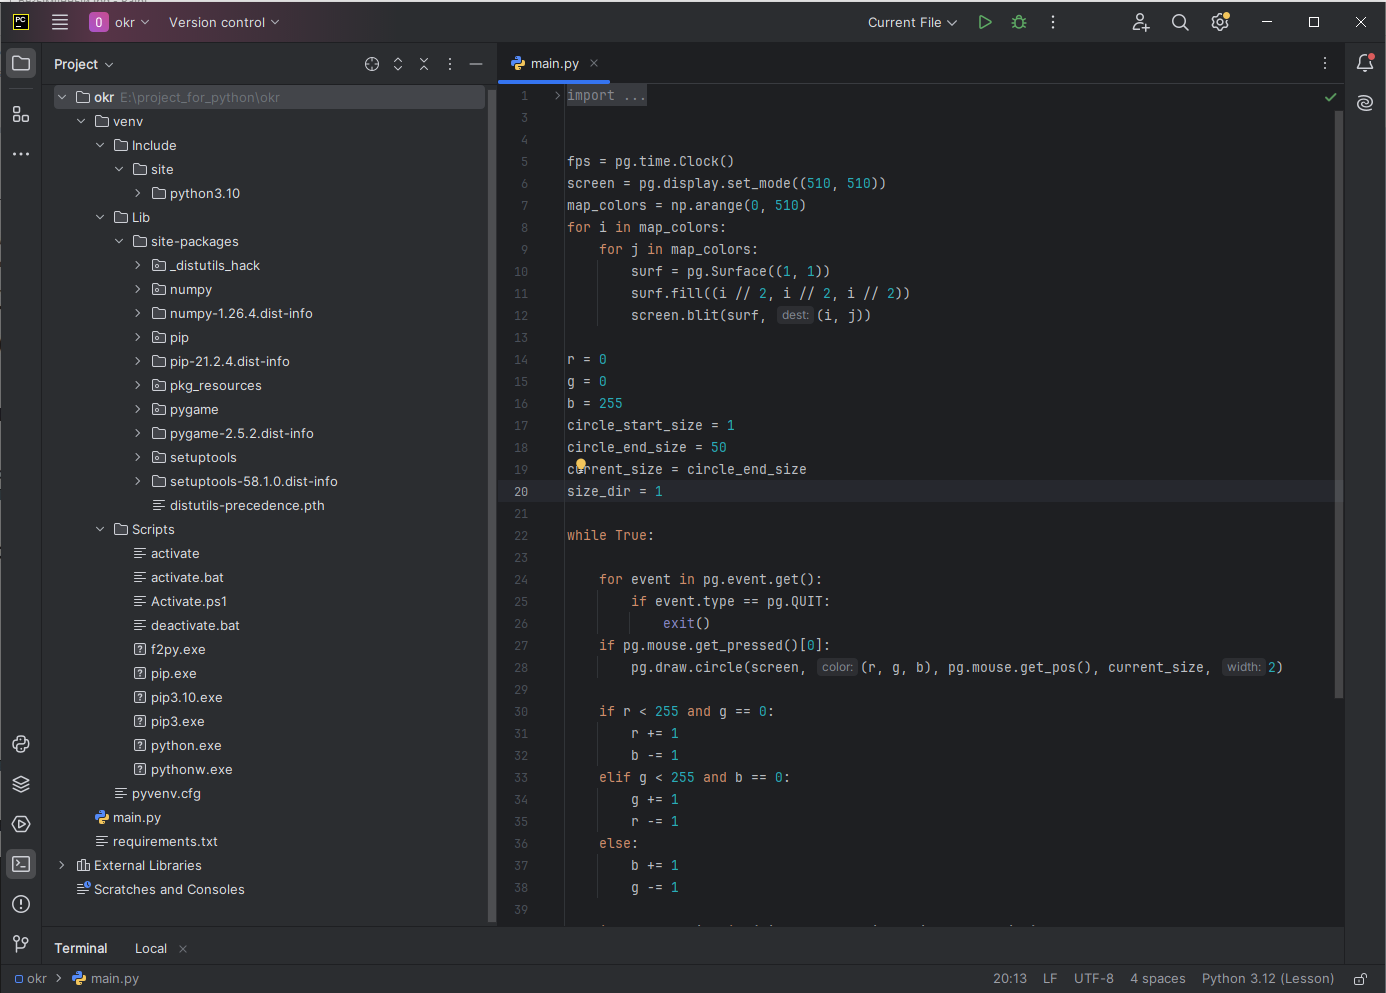 PC
O okr Version control Current File
Project
main.py
okr E:\project_for_python\okr
venv
Include
site
python3.10
Lib
site-packages
_distutils_hack
numpy
numpy-1.26.4.dist-info
pip
pip-21.2.4.dist-info
pkg_resources
pygame
pygame-2.5.2.dist-info
setuptools
setuptools-58.1.0.dist-info
distutils-precedence.pth
Scripts
activate
activate.bat
Activate.ps1
deactivate.bat
f2py.exe
pip.exe
pip3.10.exe
pip3.exe
python.exe
pythonw.exe
pyvenv.cfg
main.py
requirements.txt
External Libraries
Scratches and Consoles
1 import ...
3
4
5 fps = pg.time.Clock()
6 screen = pg.display.set_mode((510, 510))
7 map_colors = np.arange(0, 510)
8 for i in map_colors:
9 for j in map_colors:
10 surf = pg.Surface((1, 1))
11 surf.fill((i // 2, i // 2, i // 2))
12 screen.blit(surf, dest: (i, j))
13
14 r = 0
15 g = 0
16 b = 255
17 circle_start_size = 1
18 circle_end_size = 50
19 current_size = circle_end_size
20 size_dir = 1
21
22 while True:
23
24 for event in pg.event.get():
25 if event.type == pg.QUIT:
26 exit()
27 if pg.mouse.get_pressed()[0]:
28 pg.draw.circle(screen, color: (r, g, b), pg.mouse.get_pos(), current_size, width: 2)
29
30 if r < 255 and g == 0:
31 r += 1
32 b -= 1
33 elif g < 255 and b == 0:
34 g += 1
35 r -= 1
36 else:
37 b += 1
38 g -= 1
39
Terminal Local
okr > main.py
20:13 LF UTF-8 4 spaces Python 3.12 (Lesson)